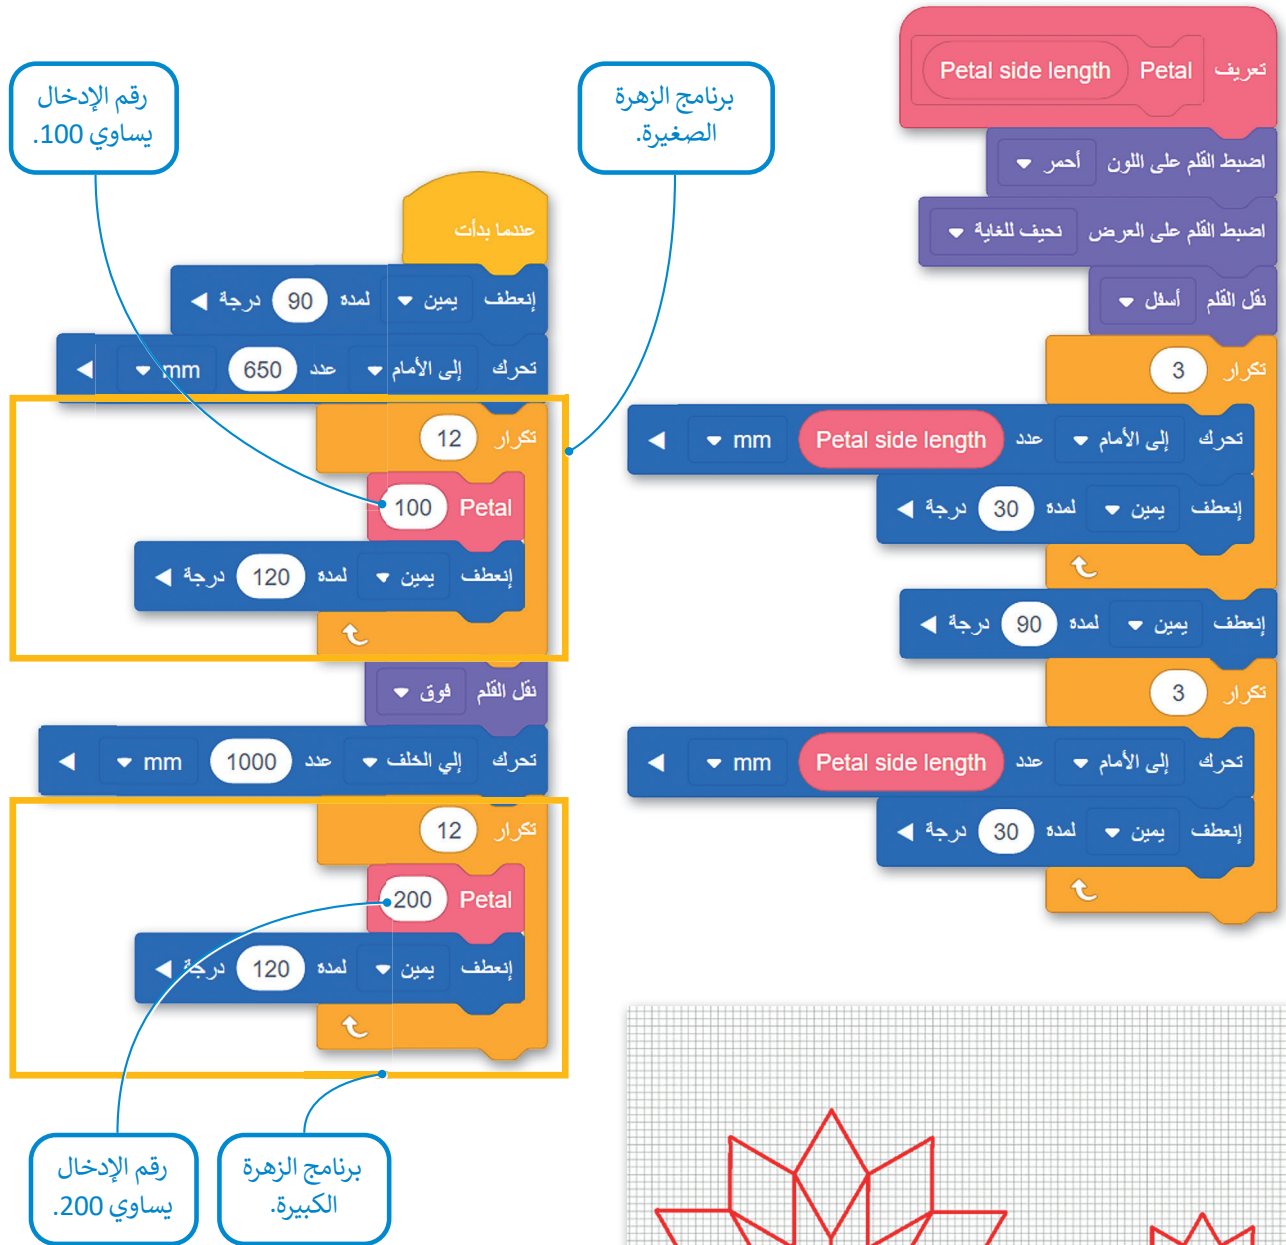 تعريف Petal Petal side length
اضبط القلم على اللون أحمر
اضبط القلم على العرض نحيف للغاية
نقل القلم أسفل
تكرار 3
تحرك إلى الأمام عدد Petal side length mm
إنعطف يمين لمدة 30 درجة
إنعطف يمين لمدة 90 درجة
تكرار 3
تحرك إلى الأمام عدد Petal side length mm
إنعطف يمين لمدة 30 درجة
برنامج الزهرة
الصغيرة.
رقم الإدخال
يساوي 100.
عندما بدأت
إنعطف يمين لمدة 90 درجة
تحرك إلى الأمام عدد 650 mm
تكرار 12
Petal 100
إنعطف يمين لمدة 120 درجة
نقل القلم فوق
تحرك إلي الخلف عدد 1000 mm
تكرار 12
Petal 200
إنعطف يمين لمدة 120 درجة
برنامج الزهرة
الكبيرة.
رقم الإدخال
يساوي 200.